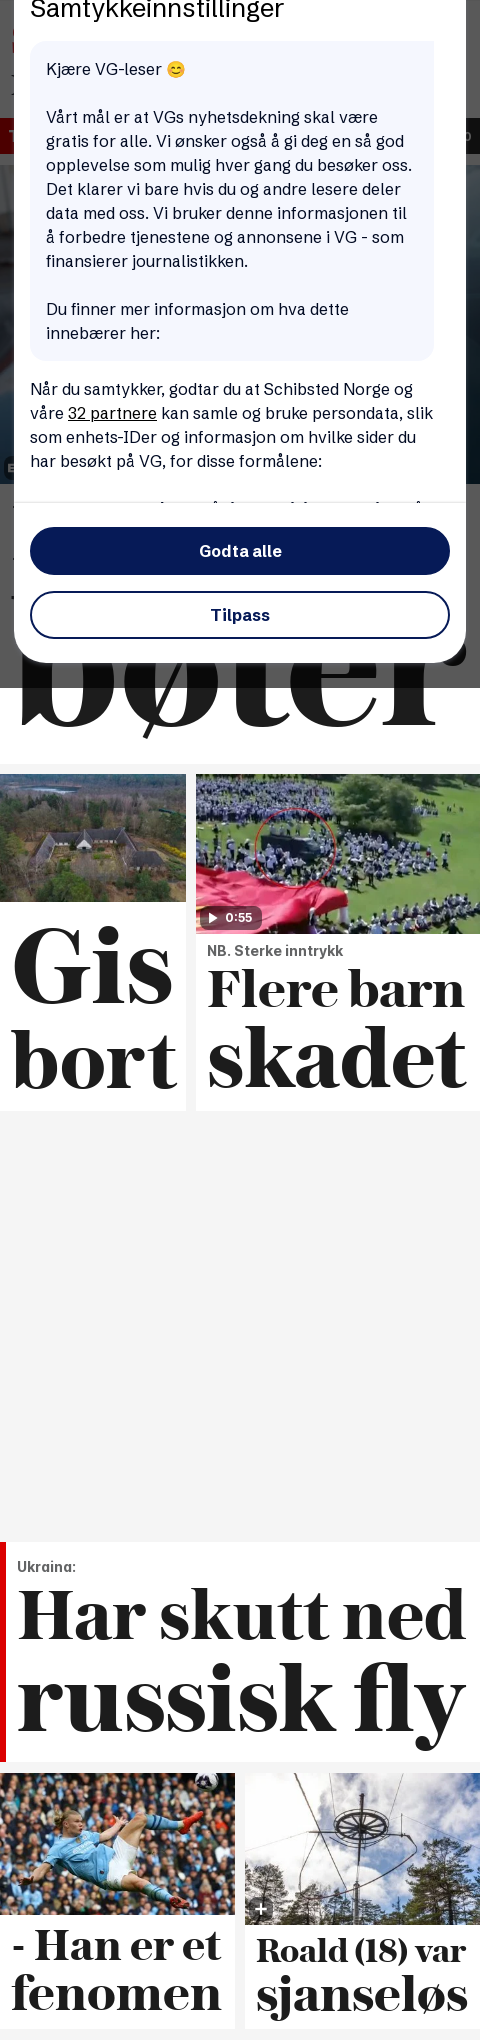 Samtykkeinnstillinger
Kjære VG-leser 😊
Vårt mål er at VGs nyhetsdekning skal være
gratis for alle. Vi ønsker også å gi deg en så god
opplevelse som mulig hver gang du besøker oss.
Det klarer vi bare hvis du og andre lesere deler
data med oss. Vi bruker denne informasjonen til
å forbedre tjenestene og annonsene i VG - som
finansierer journalistikken.
Du finner mer informasjon om hva dette
innebærer her:
Når du samtykker, godtar du at Schibsted Norge og
våre 32 partnere kan samle og bruke persondata, slik
som enhets-IDer og informasjon om hvilke sider du
har besøkt på VG, for disse formålene:
Godta alle
Tilpass
bøter
0:55
NB. Sterke inntrykk
Gis
bort
Flere barn
skadet
Ukraina:
Har skutt ned
russisk fly
- Han er et
fenomen
Roald (18) var
sjanseløs